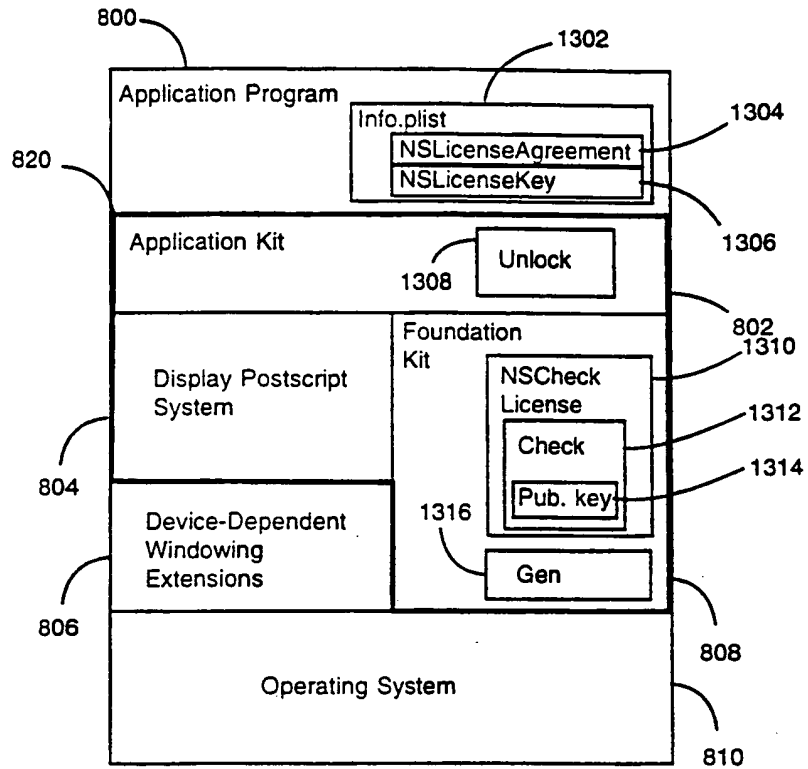 800
1302
Application Program
Info.plist
1304
NSLicenseAgreement
820
NSLicenseKey
Application Kit
1306
1308
Unlock
802
Foundation
Kit
1310
Display Postscript
System
NSCheck
License
1312
Check
1314
804
Pub. key
Device-Dependent
Windowing
Extensions
1316
Gen
806
808
Operating System
810